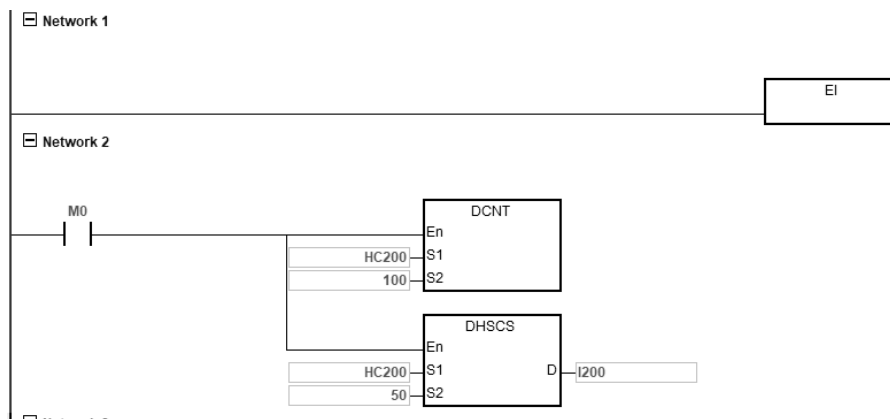 Network 1
EI
Network 2
M0
DCNT
En
HC200 S1
100 S2
DHSCS
En
HC200 S1 D I200
50 S2